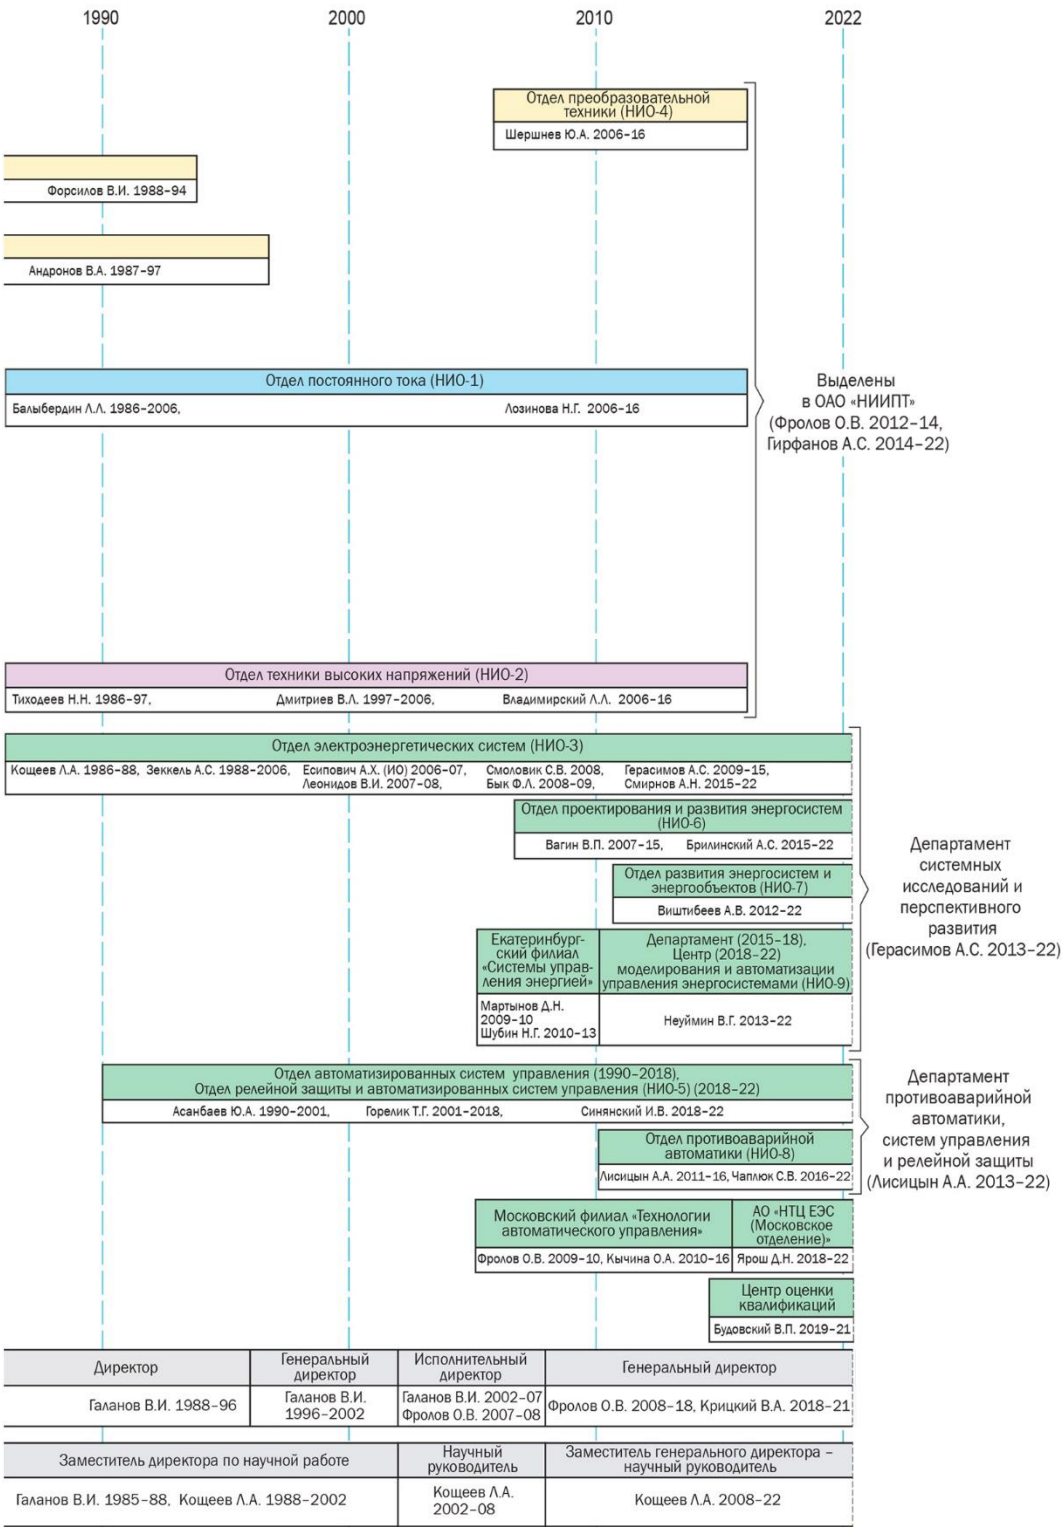 1990 2000 2010 2022
Отдел преобразовательной
техники (НИО-4)
Шершнев Ю.А. 2006–16
Форсилов В.И. 1988–94
Андронов В.А. 1987–97
Отдел постоянного тока (НИО-1)
Балыбердин Л.Л. 1986–2006, Лозинова Н.Г. 2006–16
Выделены
в ОАО «НИИПТ»
(Фролов О.В. 2012–14,
Гирфанов А.С. 2014–22)
Отдел техники высоких напряжений (НИО-2)
Тиходеев Н.Н. 1986–97, Дмитриев В.Л. 1997–2006, Владимирский Л.Л. 2006–16
Отдел электроэнергетических систем (НИО-3)
Кощеев Л.А. 1986–88, Зеккель А.С. 1988–2006, Есипович А.Х. (ИО) 2006–07, Смоловик С.В. 2008, Герасимов А.С. 2009–15,
Леонидов В.И. 2007–08, Бык Ф.Л. 2008–09, Смирнов А.Н. 2015–22
Отдел проектирования и развития энергосистем
(НИО-6)
Вагин В.П. 2007–15, Брилинский А.С. 2015–22
Отдел развития энергосистем и
энергообъектов (НИО-7)
Виштибеев А.В. 2012–22
Екатеринбург-
ский филиал
«Системы управ-
ления энергией»
Мартынов Д.Н.
2009–10
Шубин Н.Г. 2010–13
Департамент (2015–18),
Центр (2018–22)
моделирования и автоматизации
управления энергосистемами (НИО-9)
Неуймин В.Г. 2013–22
Департамент
системных
исследований и
перспективного
развития
(Герасимов А.С. 2013–22)
Отдел автоматизированных систем управления (1990–2018),
Отдел релейной защиты и автоматизированных систем управления (НИО-5) (2018–22)
Асанбаев Ю.А. 1990–2001, Горелик Т.Г. 2001–2018, Синянский И.В. 2018–22
Отдел противоаварийной
автоматики (НИО-8)
Лисицын А.А. 2011–16, Чаплюк С.В. 2016–22
Департамент
противоаварийной
автоматики,
систем управления
и релейной защиты
(Лисицын А.А. 2013–22)
Московский филиал «Технологии
автоматического управления»
Фролов О.В. 2009–10, Кычина О.А. 2010–16
АО «НТЦ ЕЭС
(Московское
отделение)»
Ярош Д.Н. 2018–22
Центр оценки
квалификаций
Будовский В.П. 2019–21
Директор
Галанов В.И. 1988–96
Генеральный
директор
Галанов В.И.
1996–2002
Исполнительный
директор
Галанов В.И. 2002–07
Фролов О.В. 2007–08
Генеральный директор
Фролов О.В. 2008–18, Крицкий В.А. 2018–21
Заместитель директора по научной работе
Галанов В.И. 1985–88, Кощеев Л.А. 1988–2002
Научный
руководитель
Кощеев Л.А.
2002–08
Заместитель генерального директора –
научный руководитель
Кощеев Л.А. 2008–22